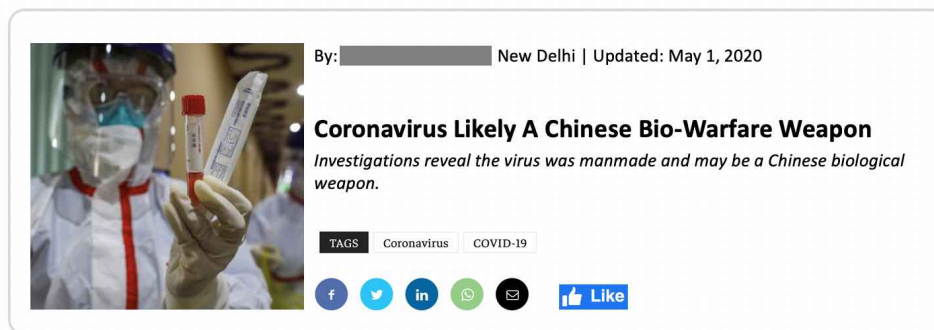 By: New Delhi | Updated: May 1, 2020
Coronavirus Likely A Chinese Bio-Warfare Weapon
Investigations reveal the virus was manmade and may be a Chinese biological
weapon.
TAGS Coronavirus COVID-19
f in
Like